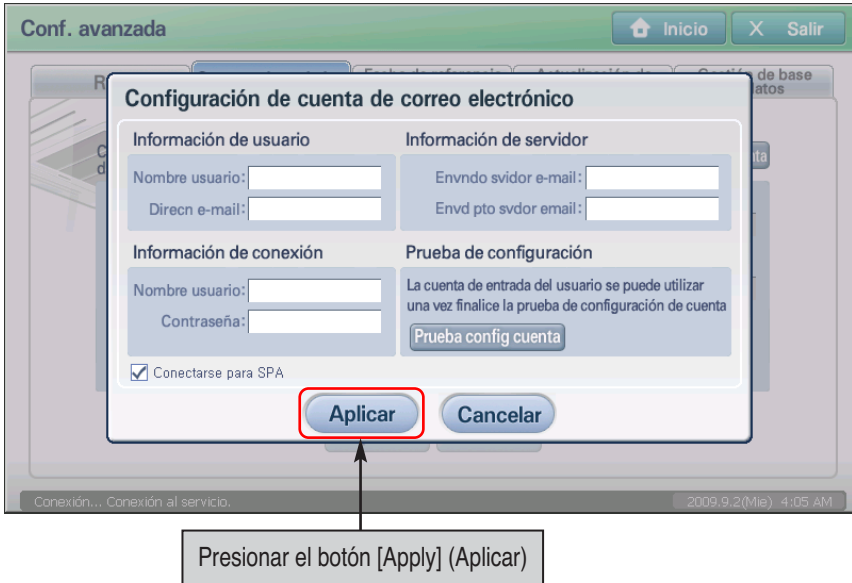 Conf. avanzada
Inicio
X Salir
Configuración de cuenta de correo electrónico
Información de usuario
Nombre usuario:
Direcn e-mail:
Información de servidor
Envndo svidor e-mail:
Envd pto svdor email:
Información de conexión
Nombre usuario:
Contraseña:
Prueba de configuración
La cuenta de entrada del usuario se puede utilizar
una vez finalice la prueba de configuración de cuenta
Prueba config cuenta
Conectarse para SPA
Aplicar
Cancelar
Conexión... Conexión al servicio.
2009.9.2(Mie) 4:05 AM
Presionar el botón [Apply] (Aplicar)